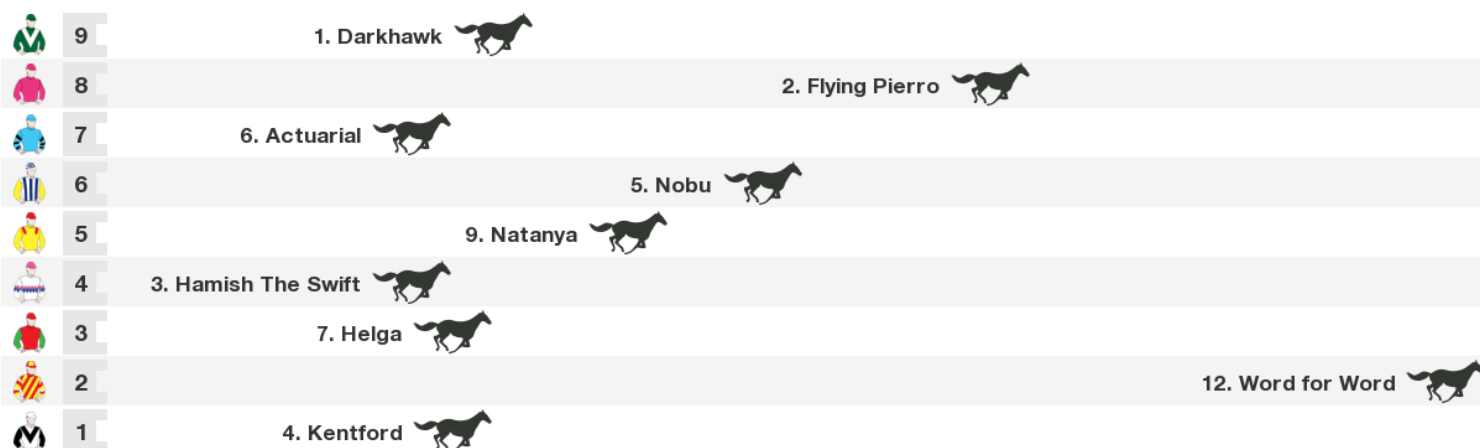 9 1. Darkhawk
8 2. Flying Pierro
7 6. Actuarial
6 5. Nobu
5 9. Natanya
4 3. Hamish The Swift
3 7. Helga
2 12. Word for Word
1 4. Kentford